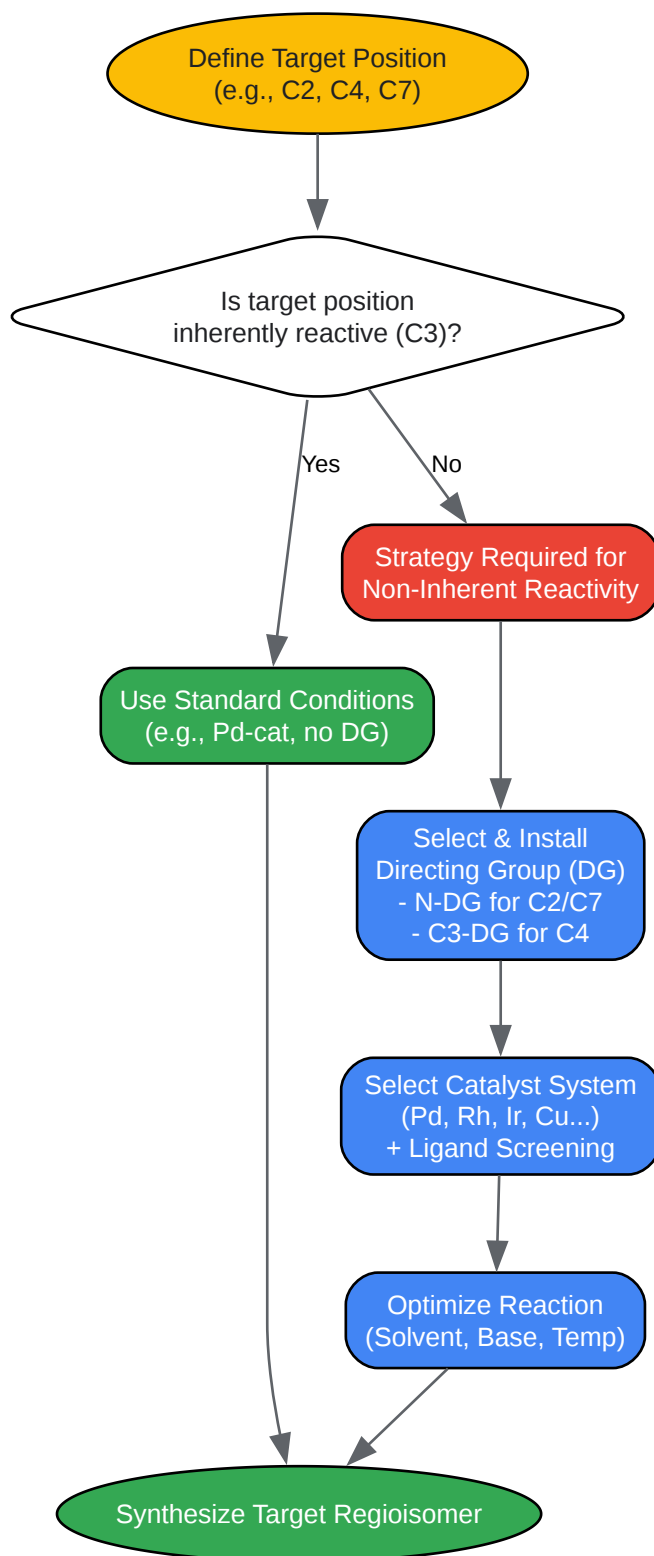 Define Target Position
(e.g., C2, C4, C7)
Is target position
inherently reactive (C3)?
Yes
No
Strategy Required for
Non-Inherent Reactivity
Use Standard Conditions
(e.g., Pd-cat, no DG)
Select & Install
Directing Group (DG)
- N-DG for C2/C7
- C3-DG for C4
Select Catalyst System
(Pd, Rh, Ir, Cu...)
+ Ligand Screening
Optimize Reaction
(Solvent, Base, Temp)
Synthesize Target Regioisomer